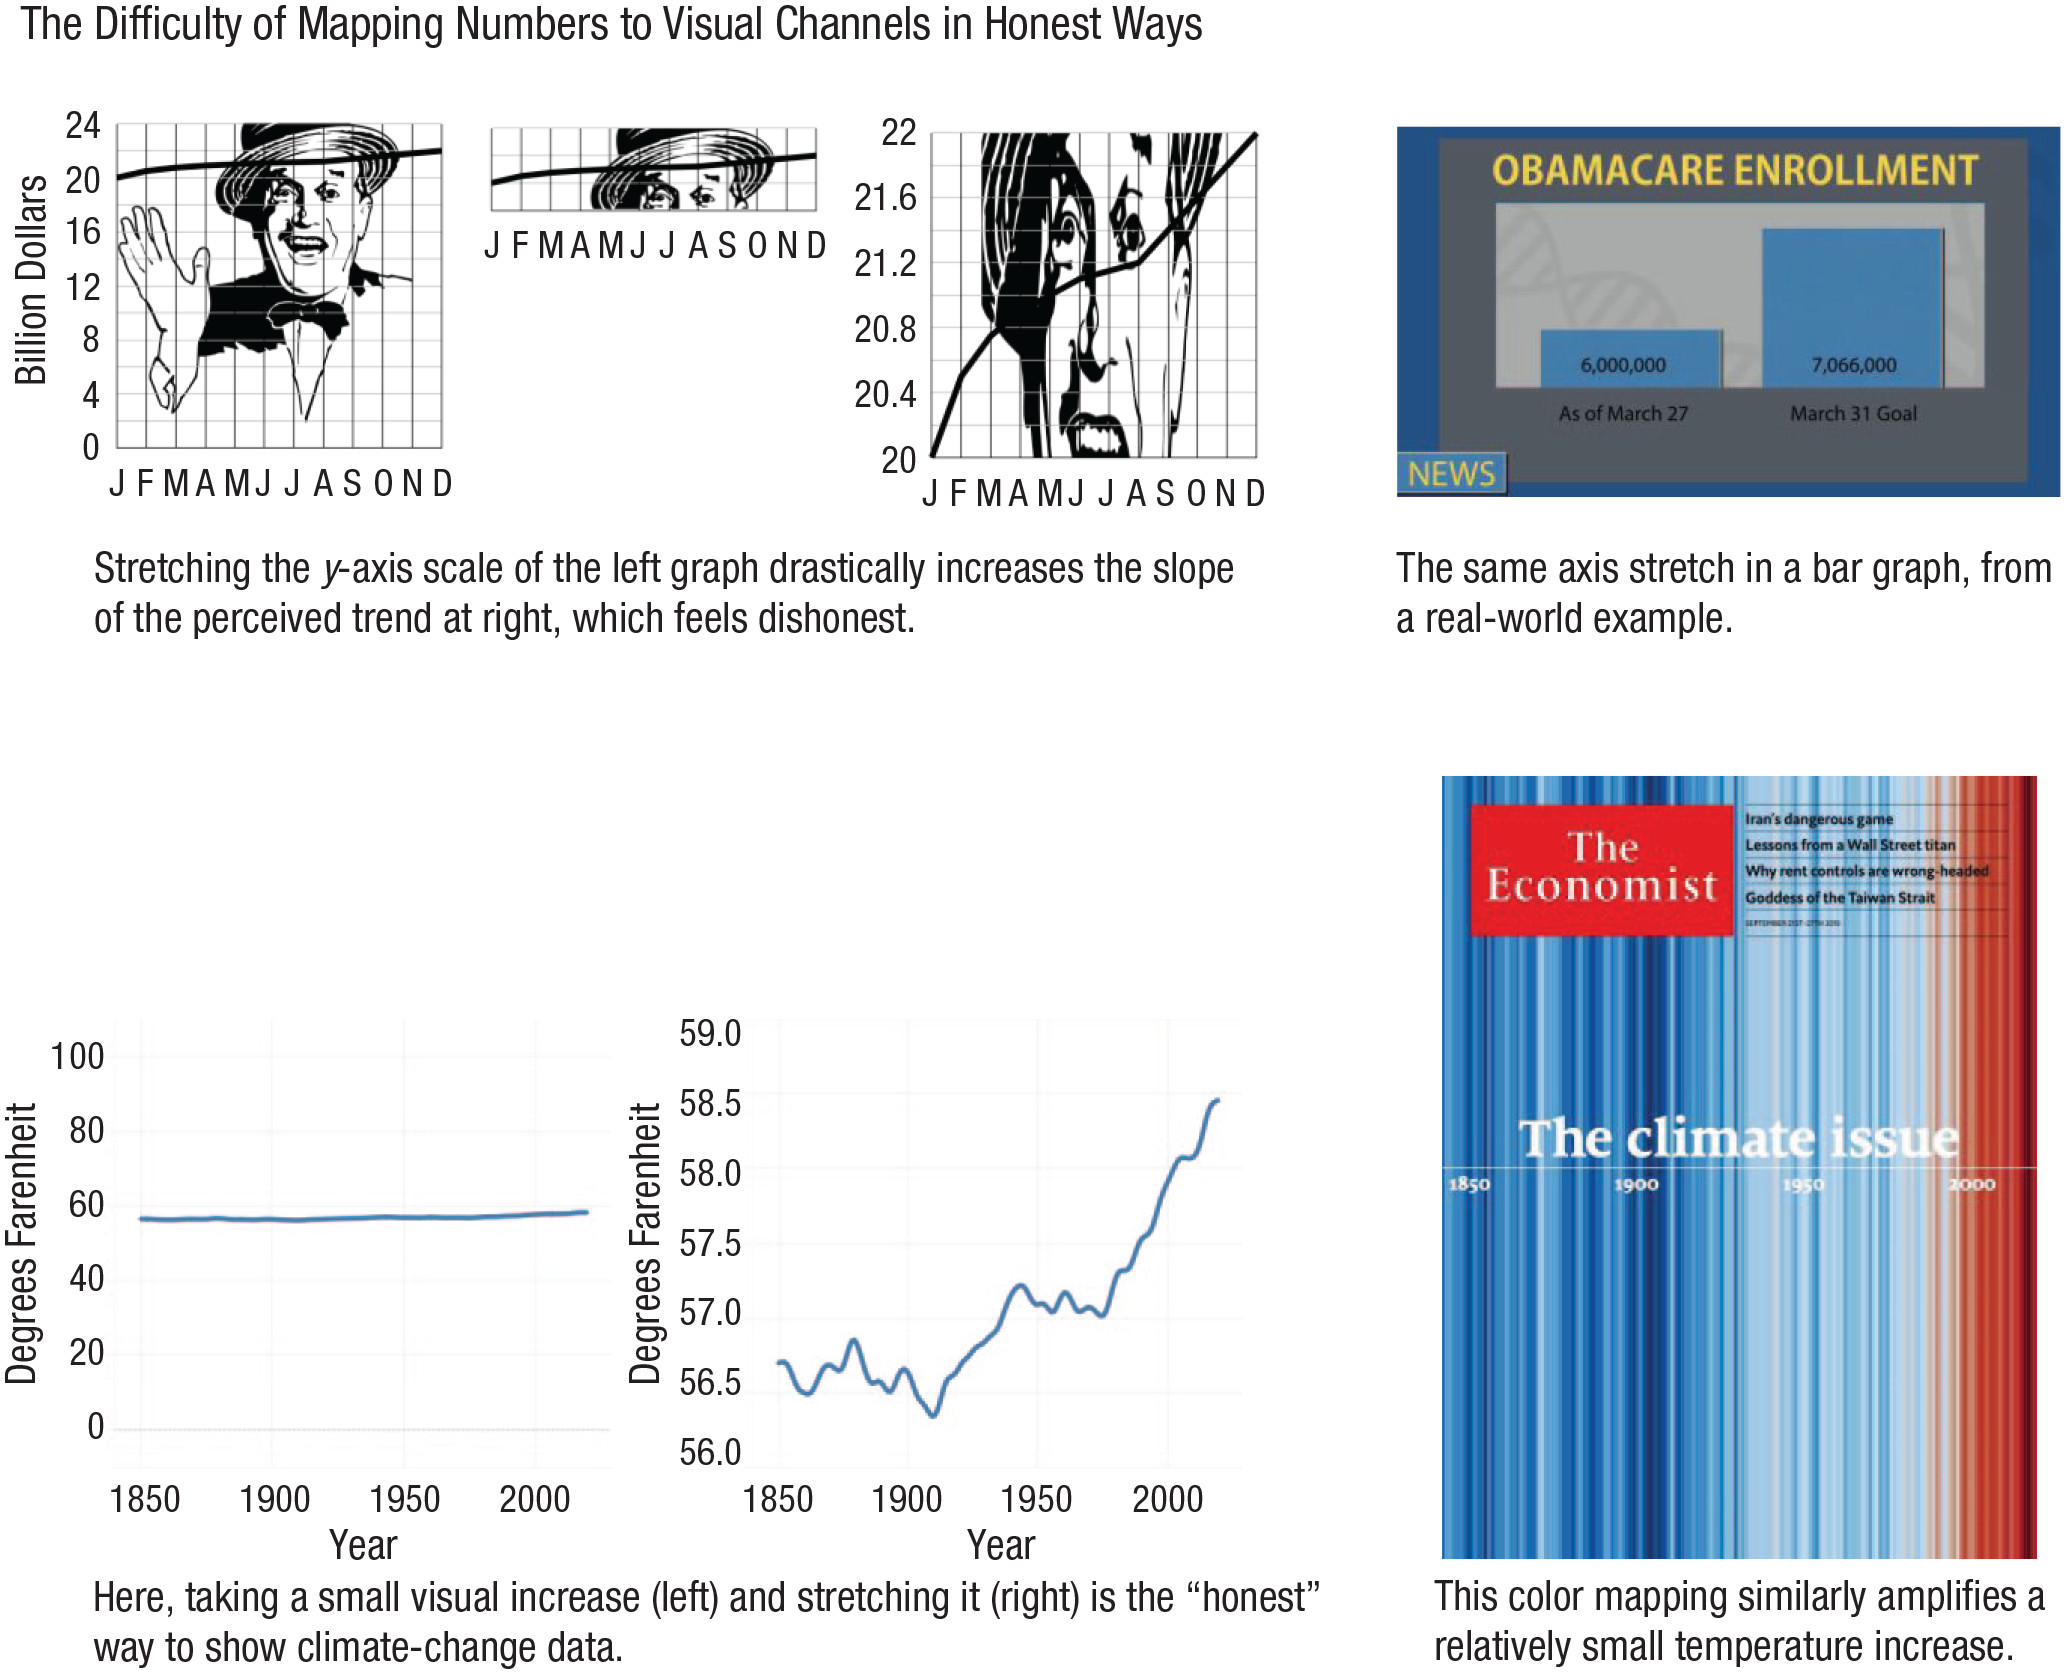 The Difficulty of Mapping Numbers to Visual Channels in Honest Ways
Billion Dollars
24
20
16
12
8
4
0
J F M A M J J A S O N D
J F M A M J J A S O N D
22
21.6
21.2
20.8
20.4
20
J F M A M J J A S O N D
Stretching the y-axis scale of the left graph drastically increases the slope
of the perceived trend at right, which feels dishonest.
OBAMACARE ENROLLMENT
6,000,000
7,066,000
As of March 27
March 31 Goal
NEWS
The same axis stretch in a bar graph, from
a real-world example.
Degrees Farenheit
100
80
60
40
20
0
1850 1900 1950 2000
Year
Degrees Farenheit
59.0
58.5
58.0
57.5
57.0
56.5
56.0
1850 1900 1950 2000
Year
Here, taking a small visual increase (left) and stretching it (right) is the “honest”
way to show climate-change data.
The
Economist
Iran's dangerous game
Lessons from a Wall Street titan
Why rent controls are wrong-headed
Goddess of the Taiwan Strait
The climate issue
1850 1900 1950 2000
This color mapping similarly amplifies a
relatively small temperature increase.